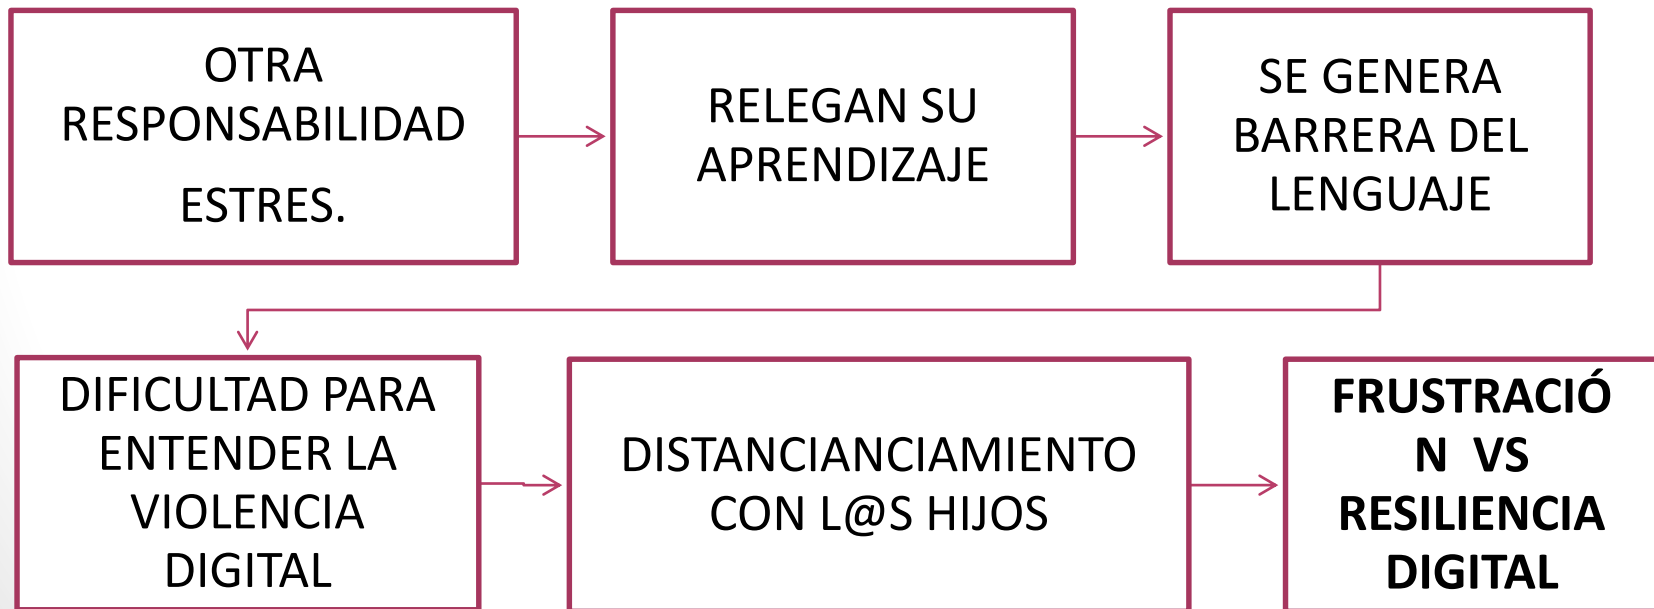 OTRA
RESPONSABILIDAD
ESTRES.
RELEGAN SU
APRENDIZAJE
SE GENERA
BARRERA DEL
LENGUAJE
DIFICULTAD PARA
ENTENDER LA
VIOLENCIA
DIGITAL
DISTANCIANCIAMIENTO
CON L@S HIJOS
FRUSTRACIÓ
N VS
RESILIENCIA
DIGITAL